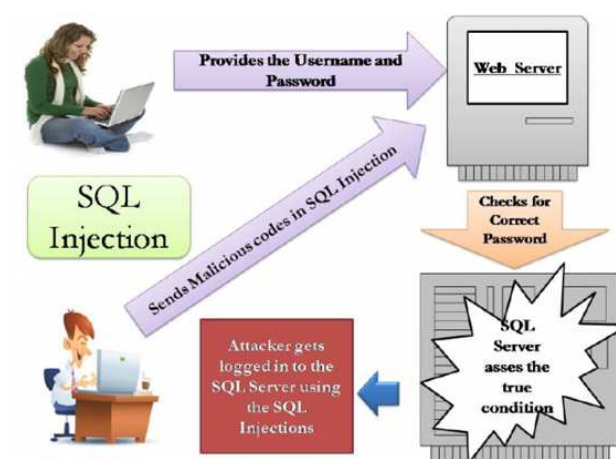 Provides the Username and
Password
Web Server
SQL
Injection
Sends Malicious codes in SQL Injection
Checks for
Correct
Password
SQL
Server
asses the
true
condition
Attacker gets
logged in to the
SQL Server using
the SQL
Injections